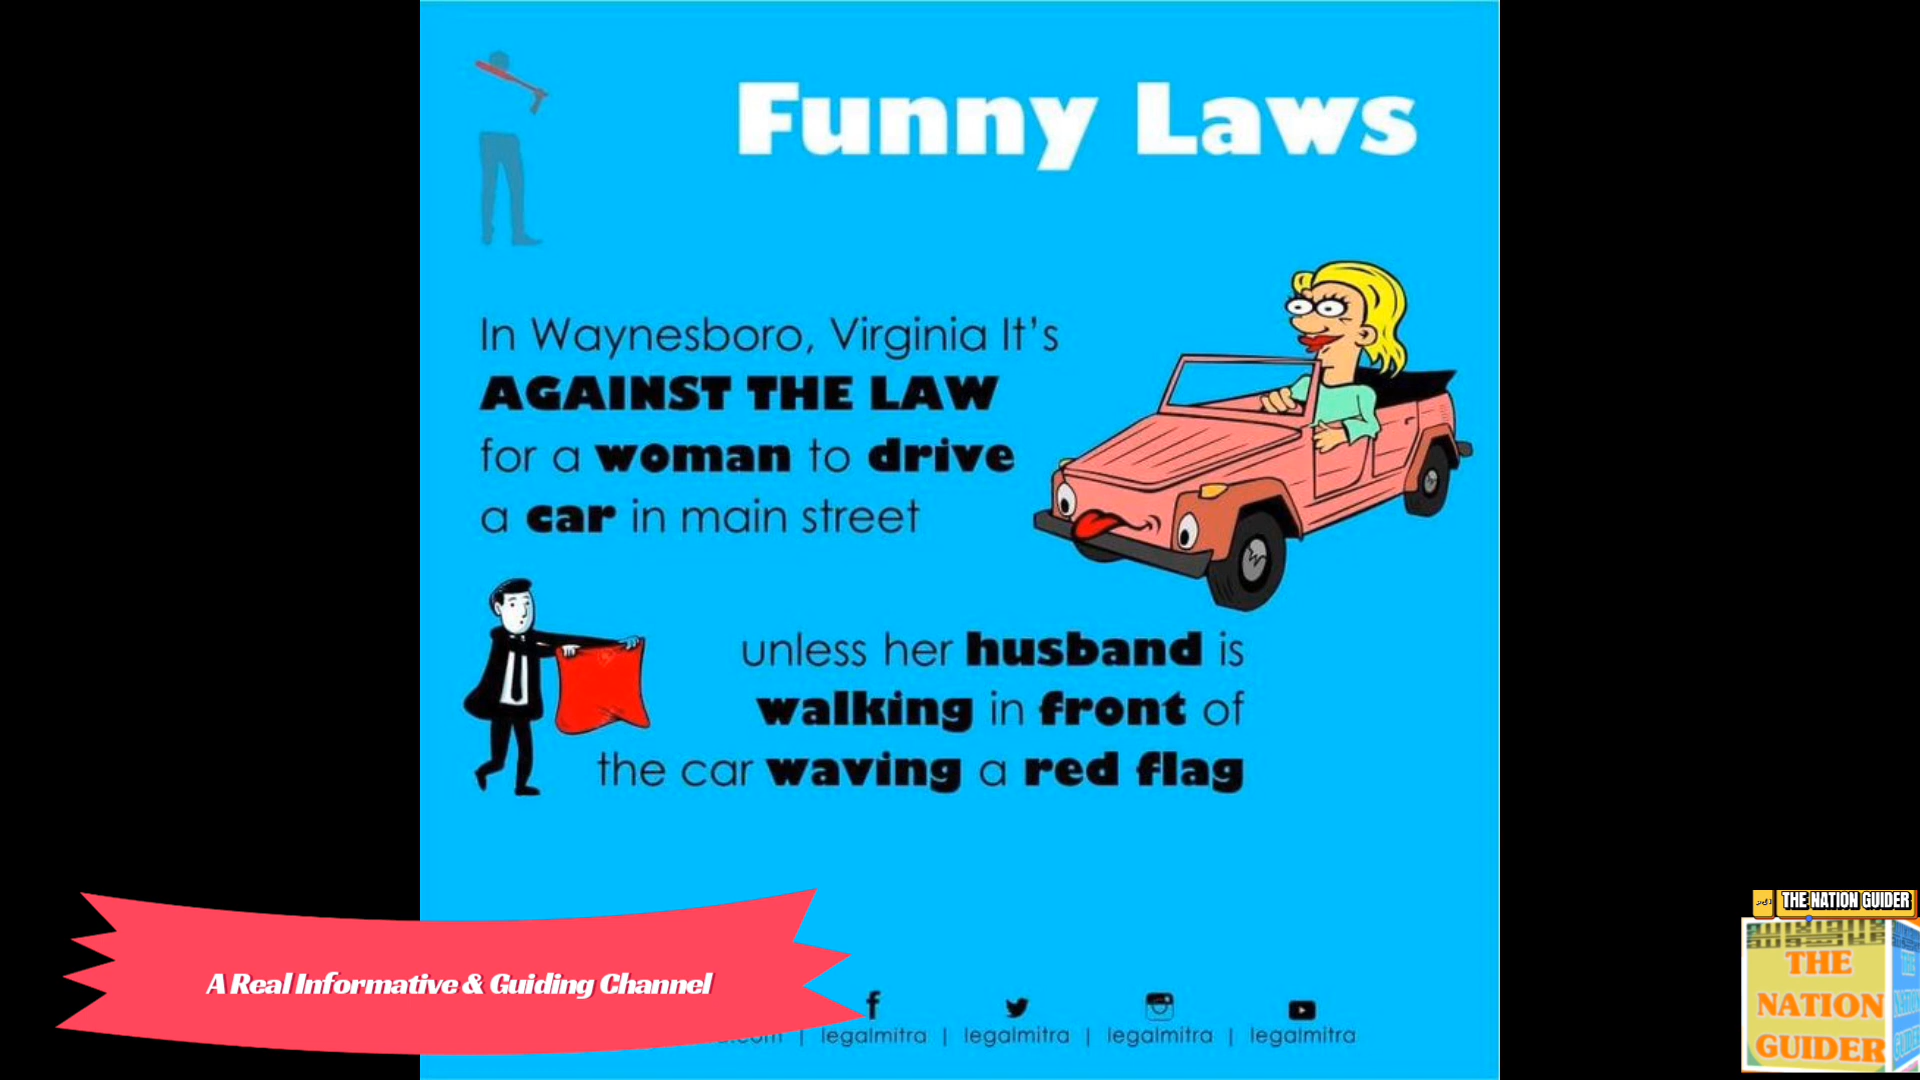 Funny Laws
In Waynesboro, Virginia It's
AGAINST THE LAW
for a woman to drive
a car in main street
unless her husband is
walking in front of
the car waving a red flag
A Real Informative & Guiding Channel
.com | legalmitra | legalmitra | legalmitra | legalmitra
THE NATION GUIDER
THE
NATION
GUIDER